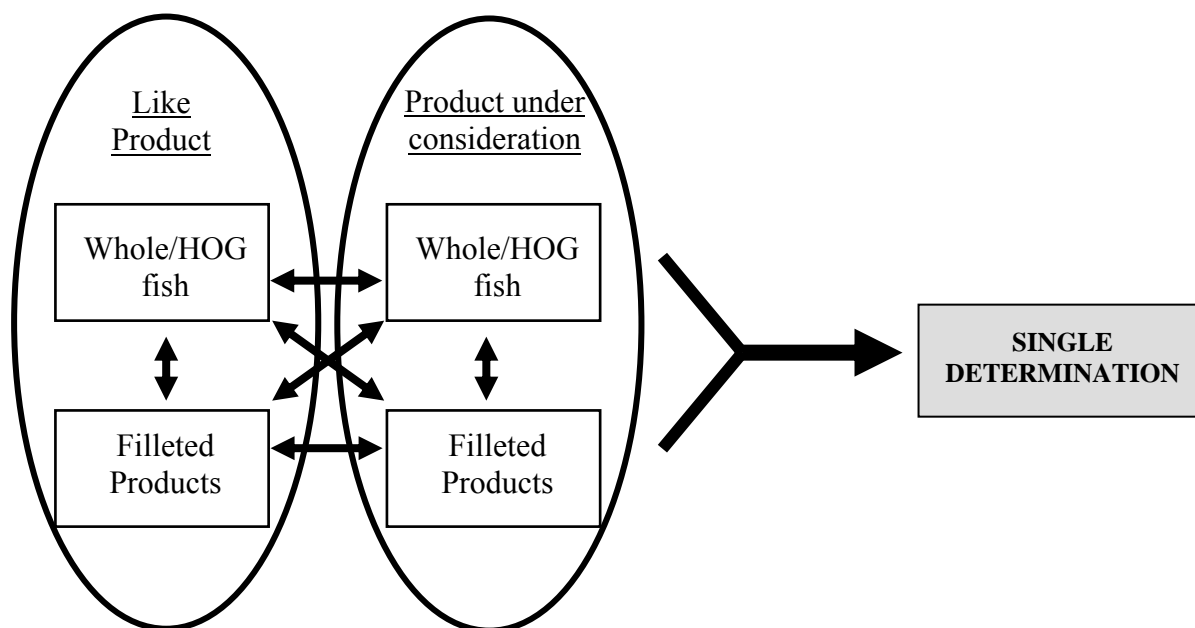 Like
Product
Product under
consideration
Whole/HOG
fish
Whole/HOG
fish
Filleted
Products
Filleted
Products
SINGLE
DETERMINATION